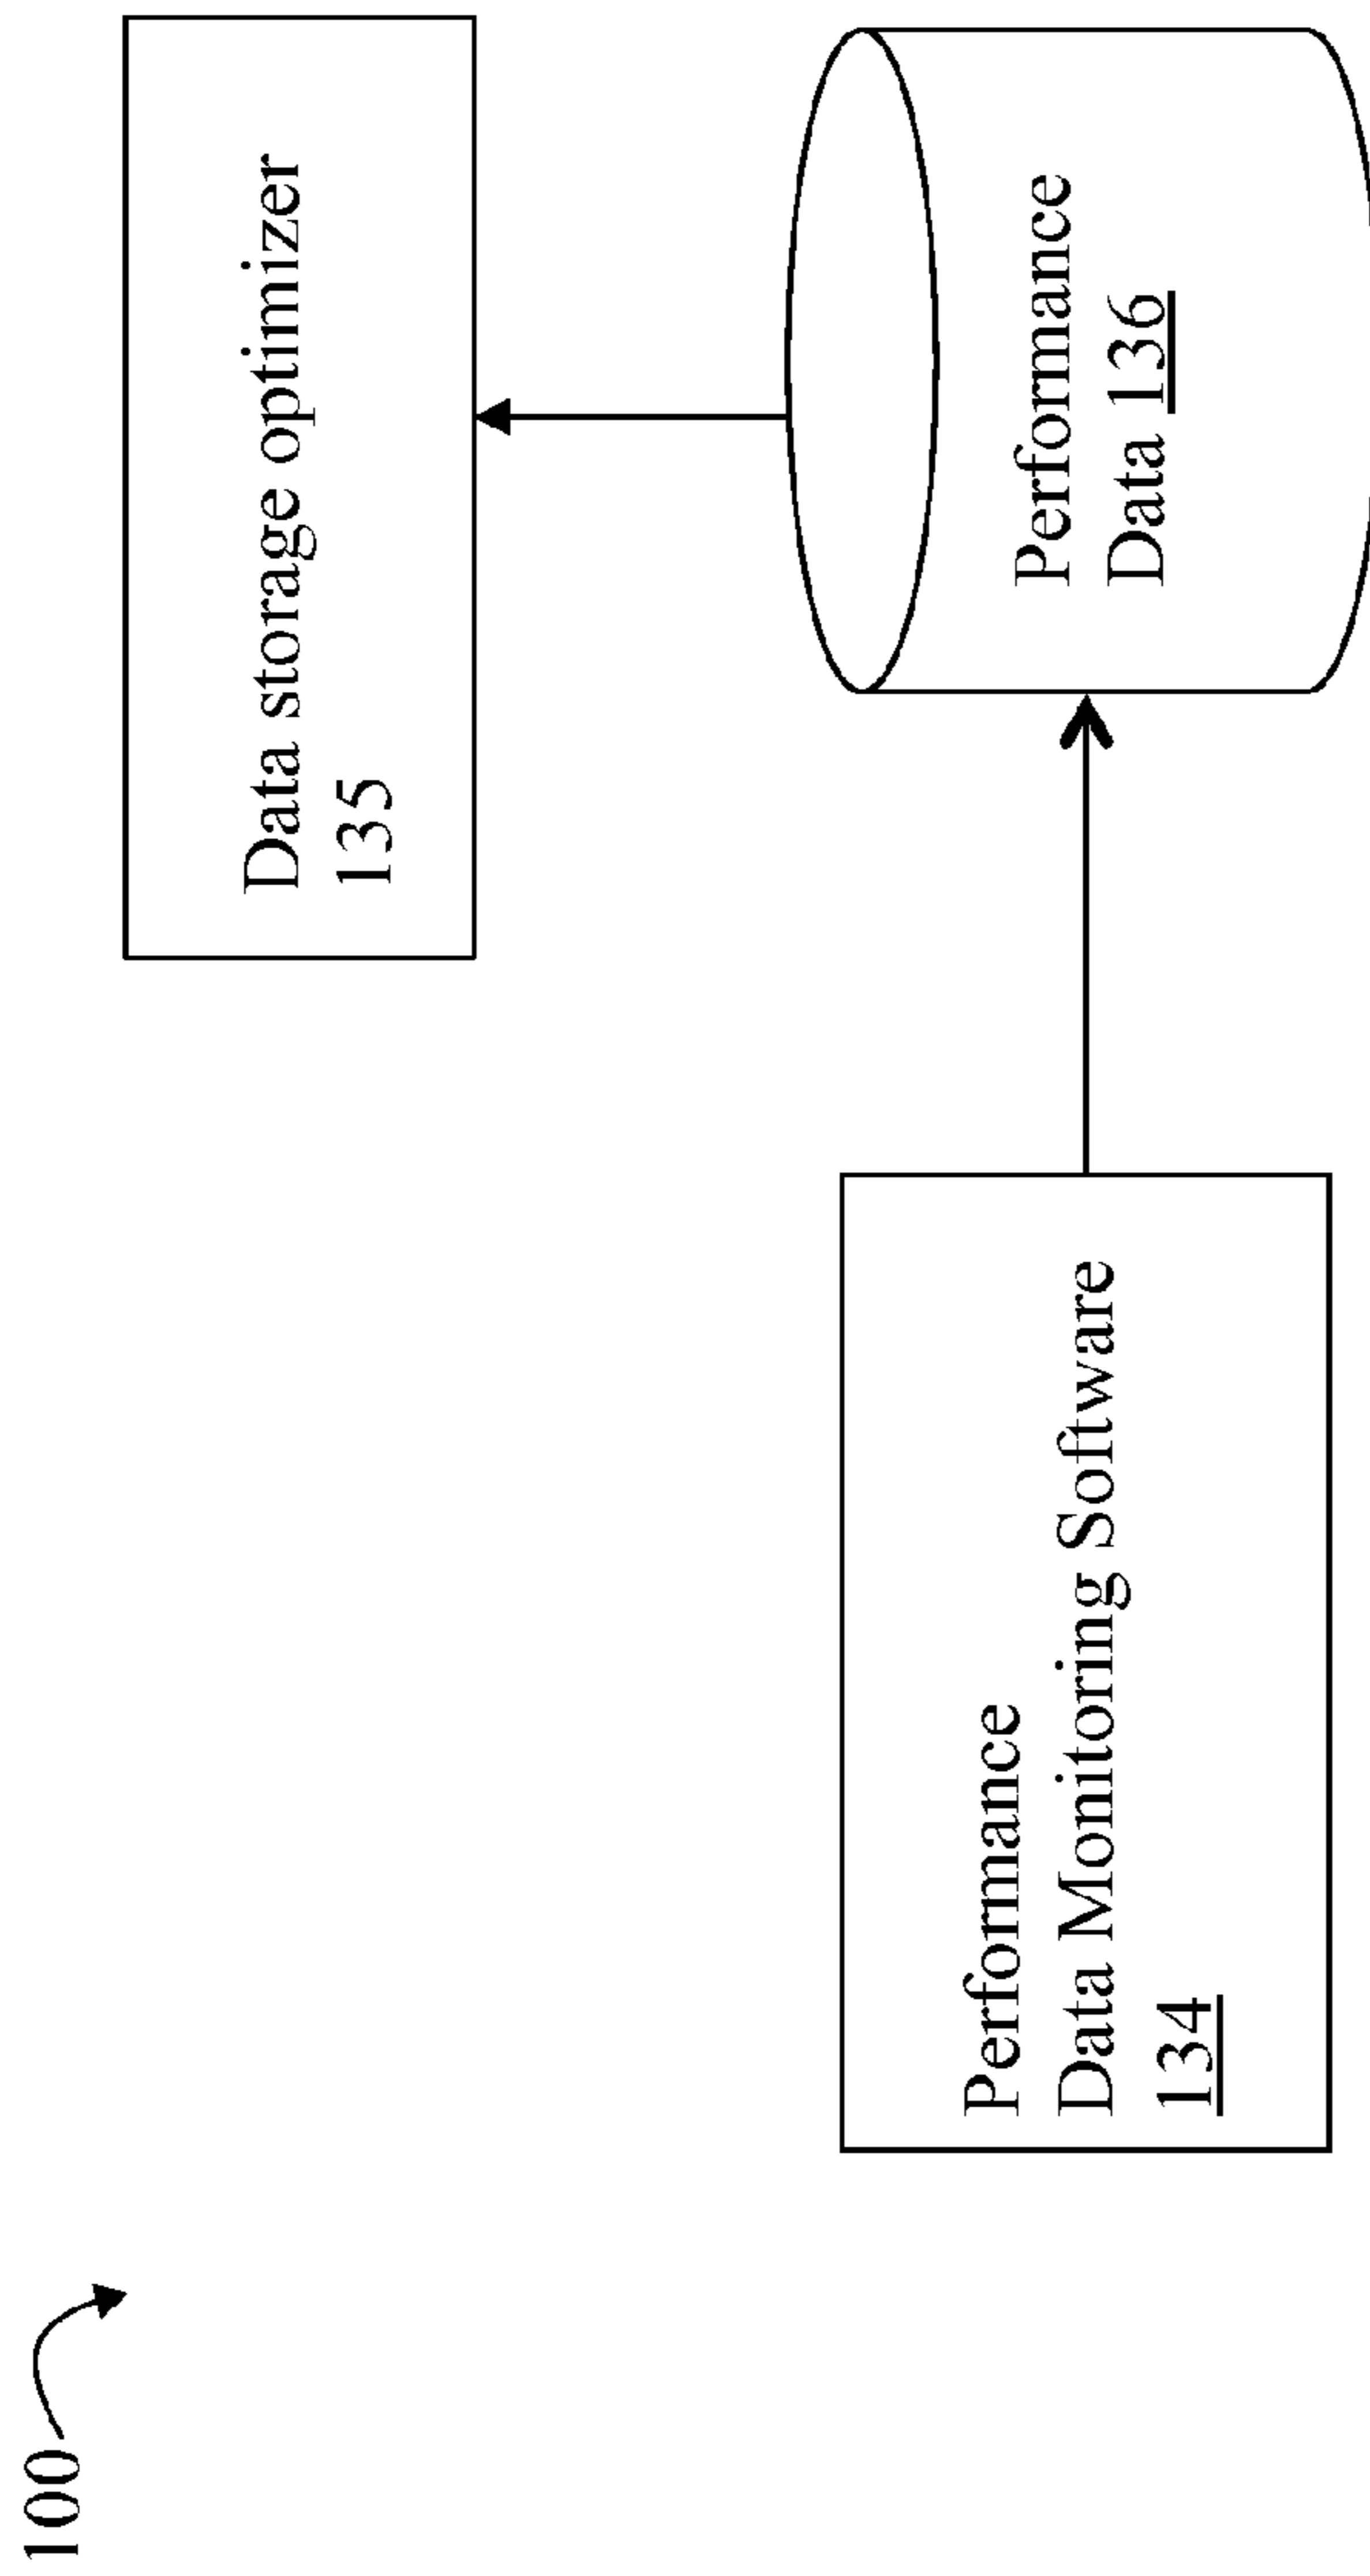 100
Data storage optimizer
135
Performance
Data Monitoring Software
134
Performance
Data 136